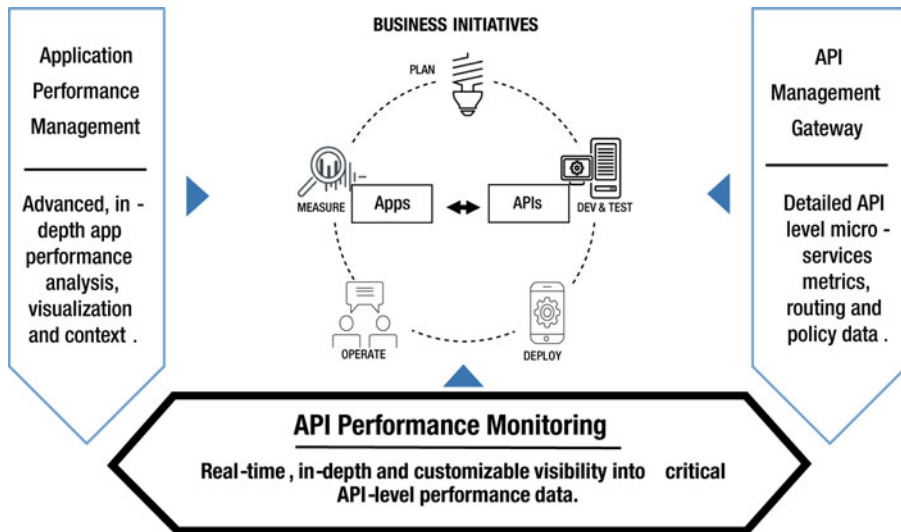 Application
Performance
Management
Advanced, in -
depth app
performance
analysis,
visualization
and context .
BUSINESS INITIATIVES
PLAN
MEASURE
Apps
APIs
DEV & TEST
OPERATE
DEPLOY
API
Management
Gateway
Detailed API
level micro -
services
metrics,
routing and
policy data .
API Performance Monitoring
Real-time , in-depth and customizable visibility into critical
API-level performance data.